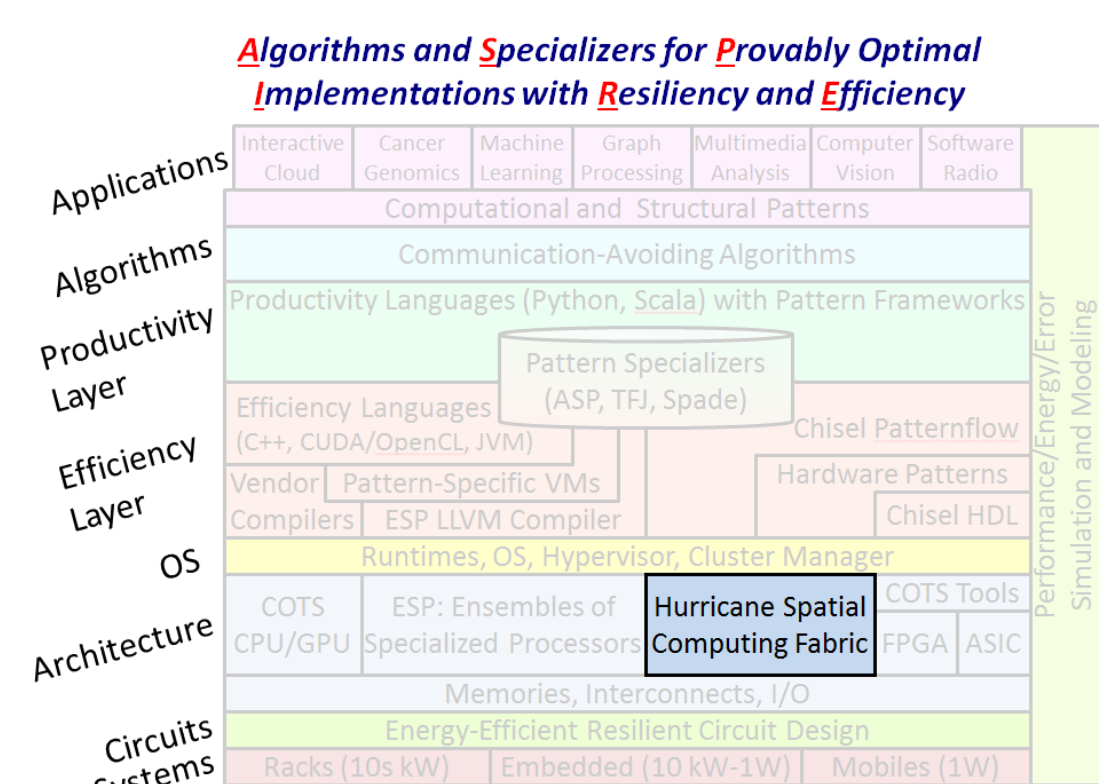 Algorithms and Specializers for Provably Optimal
Implementations with Resiliency and Efficiency
Applications
Interactive
Cloud
Cancer
Genomics
Machine
Learning
Graph
Processing
Multimedia
Analysis
Computer
Vision
Software
Radio
Computational and Structural Patterns
Algorithms
Communication-Avoiding Algorithms
Productivity
Layer
Productivity Languages (Python, Scala) with Pattern Frameworks
Pattern Specializers
(ASP, TFJ, Spade)
Efficiency
Layer
Efficiency Languages
(C++, CUDA/OpenCL, JVM)
Chisel Patternflow
Vendor
Compilers
Pattern-Specific VMs
Hardware Patterns
ESP LLVM Compiler
Chisel HDL
OS
Runtimes, OS, Hypervisor, Cluster Manager
Architecture
COTS
CPU/GPU
ESP: Ensembles of
Specialized Processors
Hurricane Spatial
Computing Fabric
COTS Tools
FPGA
ASIC
Memories, Interconnects, I/O
Circuits
Energy-Efficient Resilient Circuit Design
Systems
Racks (10s kW)
Embedded (10 kW-1W)
Mobiles (1W)
Performance/Energy/Error
Simulation and Modeling